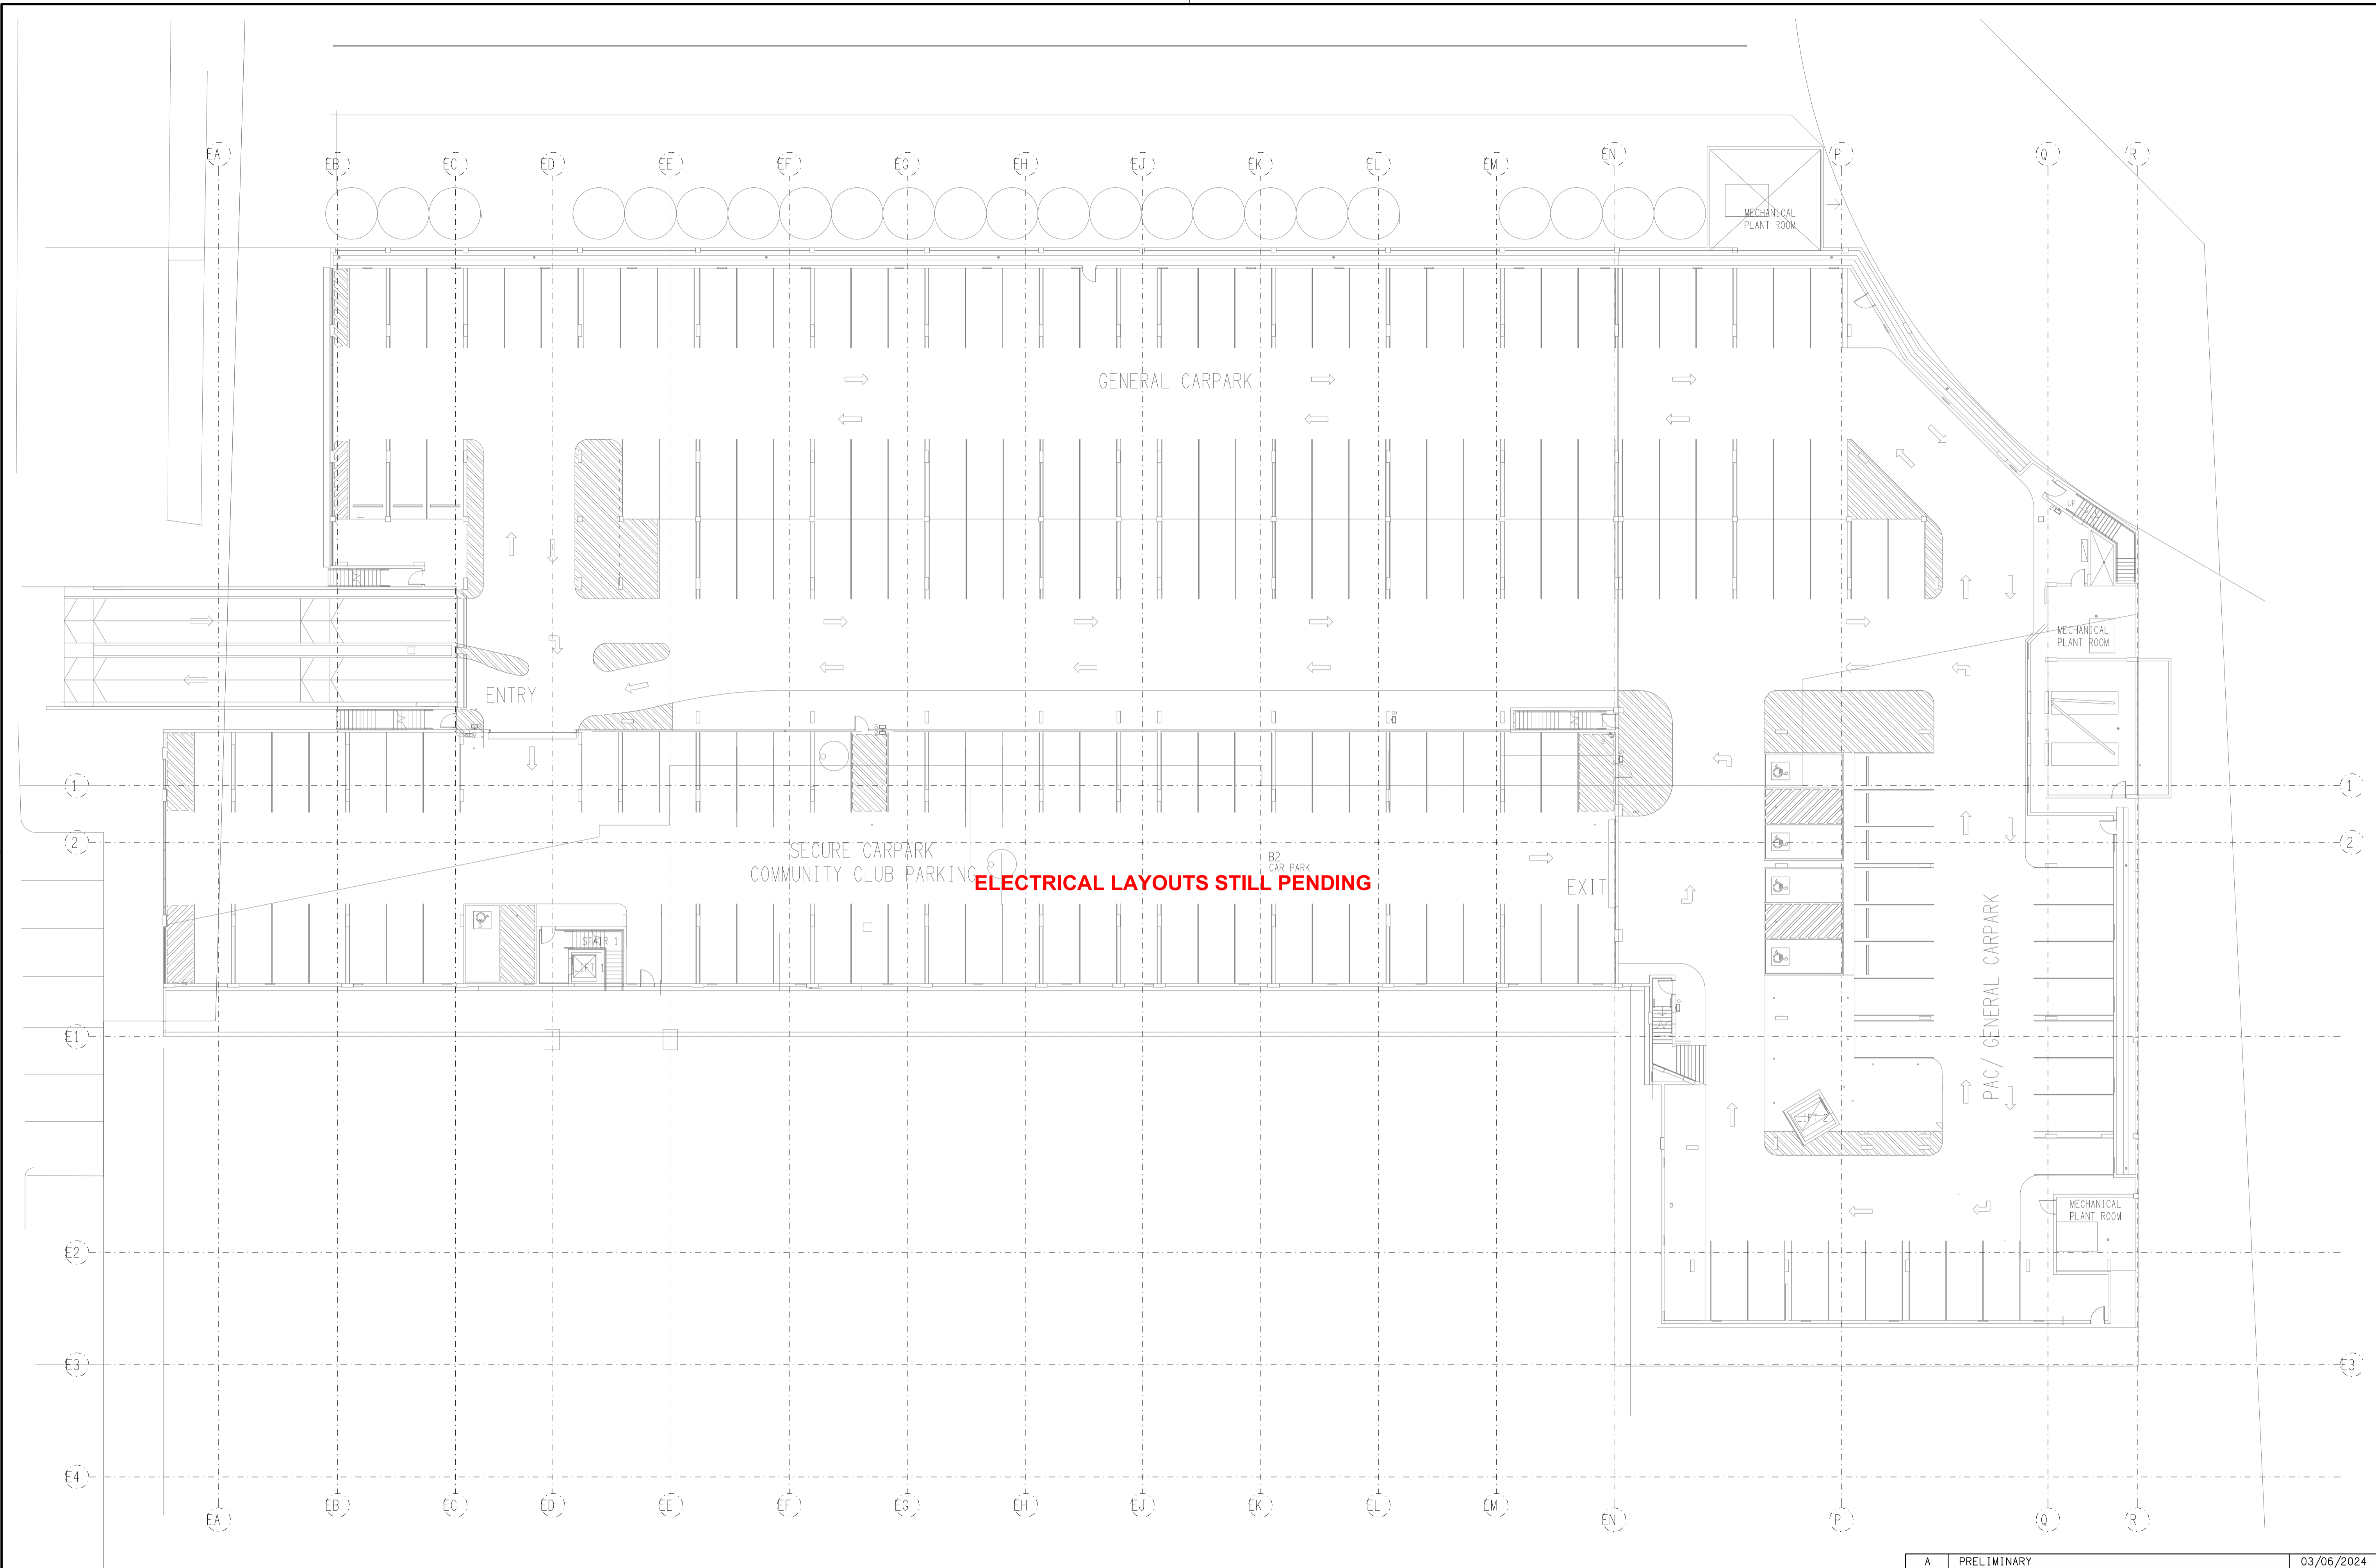 EA
EB
EC
ED
EE
EF
EG
EH
EJ
EK
EL
EM
EN
P
Q
R
MECHANICAL
PLANT ROOM
GENERAL CARPARK
UP
MECHANICAL
PLANT ROOM
ENTRY
1
1
2
2
SECURE CARPARK
COMMUNITY CLUB PARKING
B2
CAR PARK
ELECTRICAL LAYOUTS STILL PENDING
EXIT
STAIR 1
LIFT 1
PAC/ GENERAL CARPARK
E1
LIFT 2
MECHANICAL
PLANT ROOM
E2
E3
E3
E4
EA
EB
EC
ED
EE
EF
EG
EH
EJ
EK
EL
EM
EN
P
Q
R
A PRELIMINARY 03/06/2024